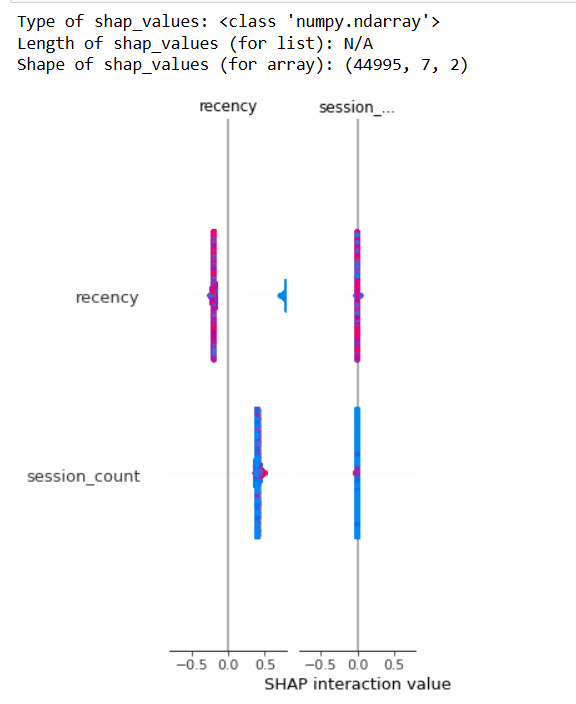 Type of shap_values: <class 'numpy.ndarray'>
Length of shap_values (for list): N/A
Shape of shap_values (for array): (44995, 7, 2)
recency session_...
recency
session_count
−0.5 0.0 0.5 −0.5 0.0 0.5
SHAP interaction value